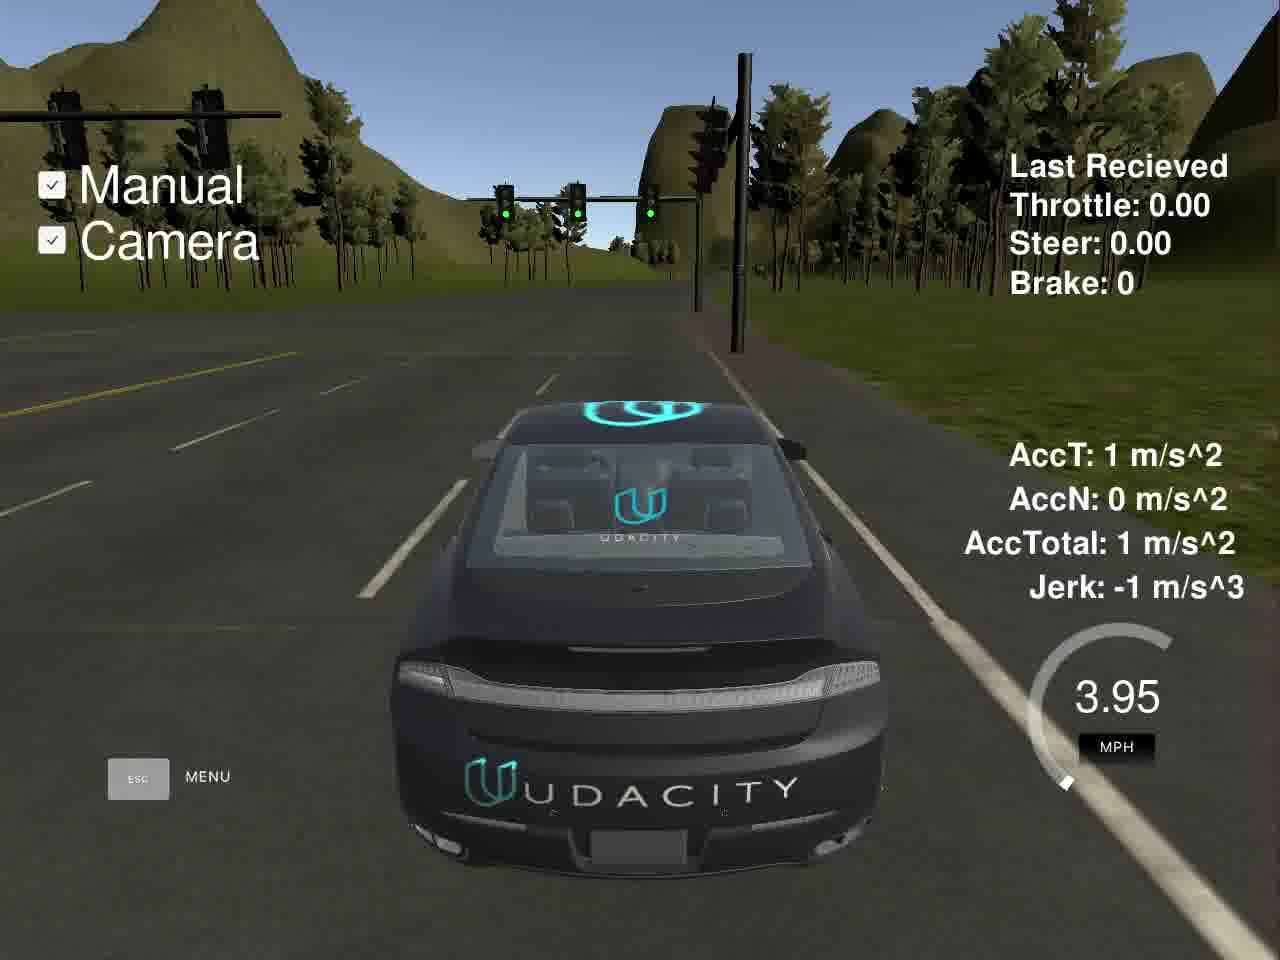 Manual
Camera
Last Recieved
Throttle: 0.00
Steer: 0.00
Brake: 0
AccT: 1 m/s^2
AccN: 0 m/s^2
AccTotal: 1 m/s^2
Jerk: -1 m/s^3
3.95
MPH
ESC
MENU
UDACITY
UDACITY